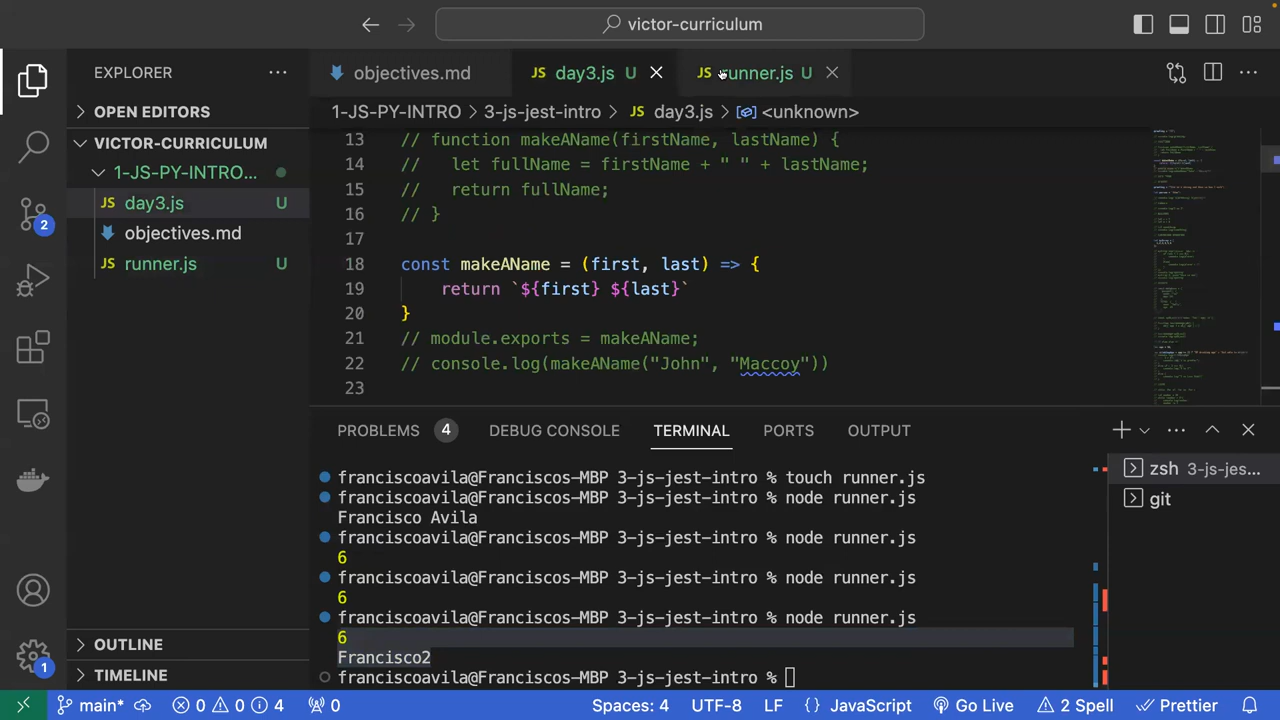 victor-curriculum
EXPLORER
objectives.md
JS day3.js U
JS runner.js U
OPEN EDITORS
1-JS-PY-INTRO > 3-js-jest-intro > JS day3.js > <unknown>
VICTOR-CURRICULUM
1-JS-PY-INTRO...
JS day3.js U
objectives.md
JS runner.js U
13 // function makeAName(firstName, lastName) {
14 // let fullName = firstName + " " + lastName;
15 // return fullName;
16 // }
17
18 const makeAName = (first, last) => {
19 return `${first} ${last}`
20 }
21 // module.exports = makeAName;
22 // console.log(makeAName("John", "Maccoy"))
23
PROBLEMS 4 DEBUG CONSOLE TERMINAL PORTS OUTPUT
franciscoavila@Franciscos-MBP 3-js-jest-intro % touch runner.js
franciscoavila@Franciscos-MBP 3-js-jest-intro % node runner.js
Francisco Avila
franciscoavila@Franciscos-MBP 3-js-jest-intro % node runner.js
6
franciscoavila@Franciscos-MBP 3-js-jest-intro % node runner.js
6
franciscoavila@Franciscos-MBP 3-js-jest-intro % node runner.js
6
Francisco2
franciscoavila@Franciscos-MBP 3-js-jest-intro %
zsh 3-js-jes...
git
2
1
OUTLINE
TIMELINE
main* 0 0 4 0 Spaces: 4 UTF-8 LF {} JavaScript Go Live 2 Spell Prettier